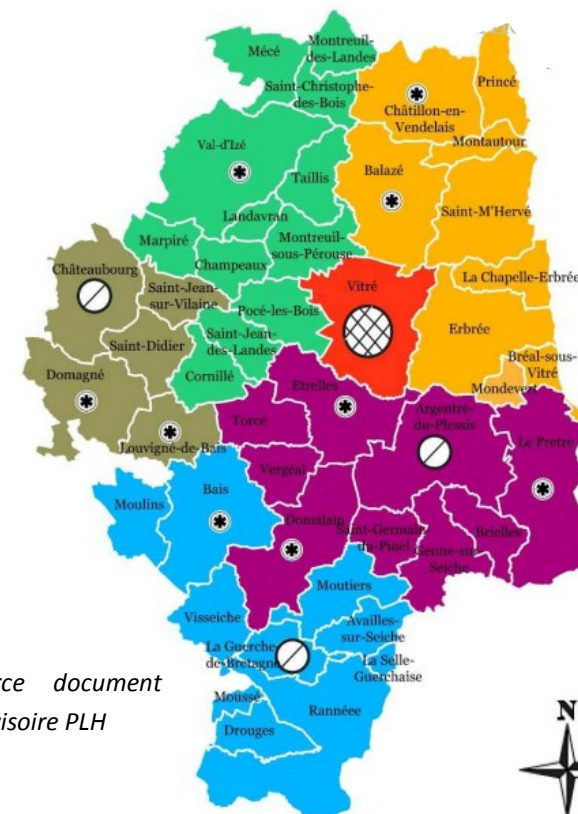 Mécé
Montreuil-
des-Landes
Saint-Christophe-
des-Bois
Princé
Châtillon-en-
Vendelais
Montautour
Val-d'Izé
Taillis
Balazé
Landavran
Saint-M'Hervé
Marpiré
Montreuil-
sous-Pérouse
Champeaux
Châteaubourg
Saint-Jean-
sur-Vilaine
Vitré
La Chapelle-Erbrée
Pocé-les-Bois
Erbrée
Saint-Didier
Saint-Jean-
des-Landes
Bréal-sous-
Vitré
Domagné
Cornillé
Mondevert
Etrelles
Argentré-
du-Plessis
Torcé
Le Pretre
Louvigné-de-Bais
Vergéal
Moulins
Bais
Domalain
Saint-Germain-
du-Pinel
Brielles
Genne-sur-
Seiche
Moutiers
Visseiche
Availles-
sur-Seiche
La Guerche-
de-Bretagne
La Selle-
Guerchaise
rce document
visoire PLH
Moussé
Rannéee
Drouges
N